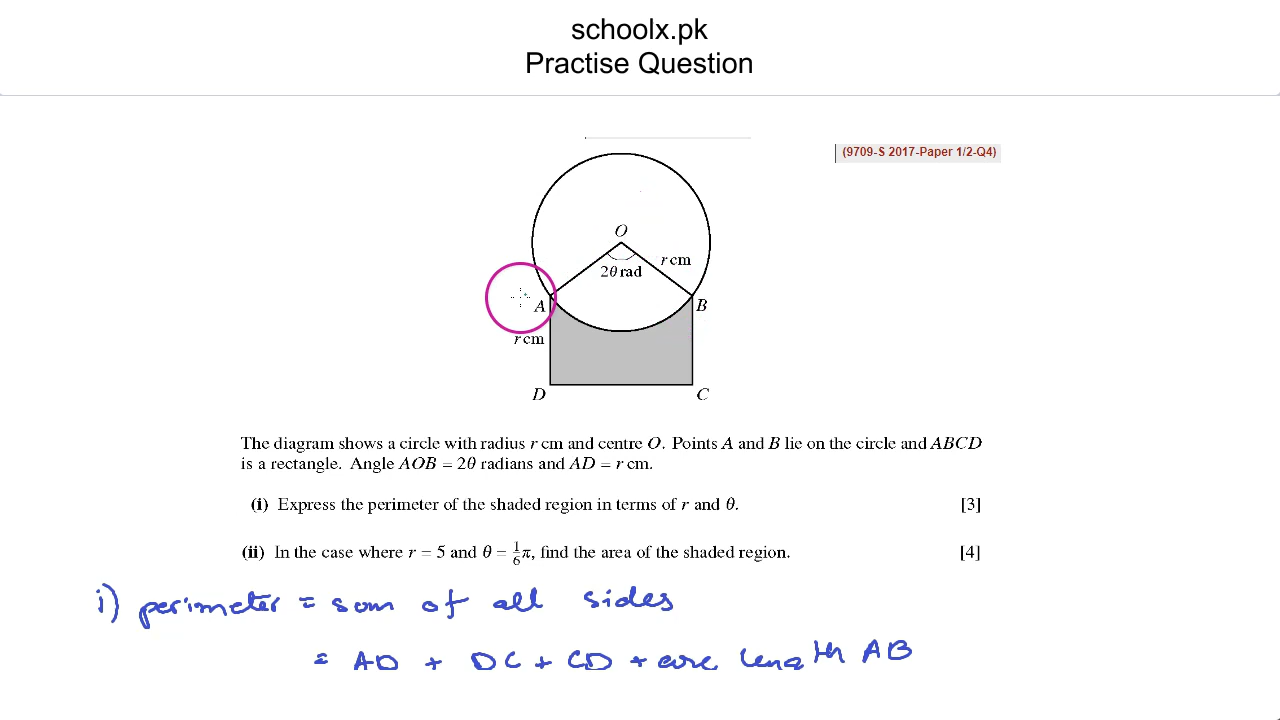 schoolx.pk
Practise Question
(9709-S 2017-Paper 1/2-Q4)
O
r cm
2θ rad
A
B
r cm
D
C
The diagram shows a circle with radius r cm and centre O. Points A and B lie on the circle and ABCD
is a rectangle. Angle AOB = 2θ radians and AD = r cm.
(i) Express the perimeter of the shaded region in terms of r and θ. [3]
(ii) In the case where r = 5 and θ = 1/6 π, find the area of the shaded region. [4]
i) perimeter = sum of all sides
= AD + DC + CD + arc length AB